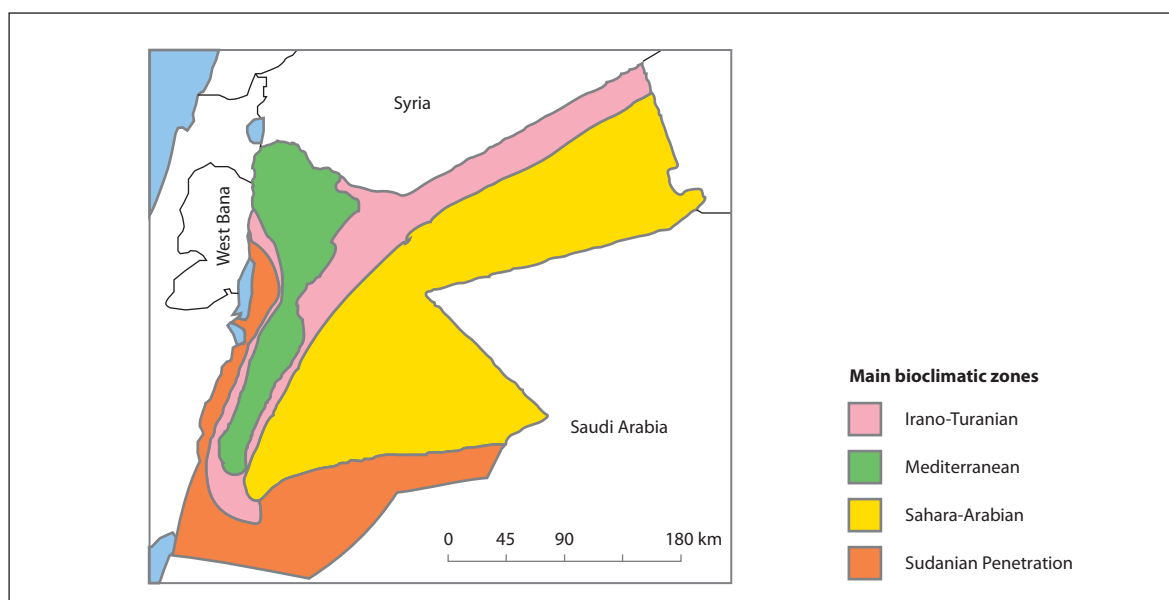 Syria
West Bana
Saudi Arabia
0 45 90 180 km
Main bioclimatic zones
Irano-Turanian
Mediterranean
Sahara-Arabian
Sudanian Penetration